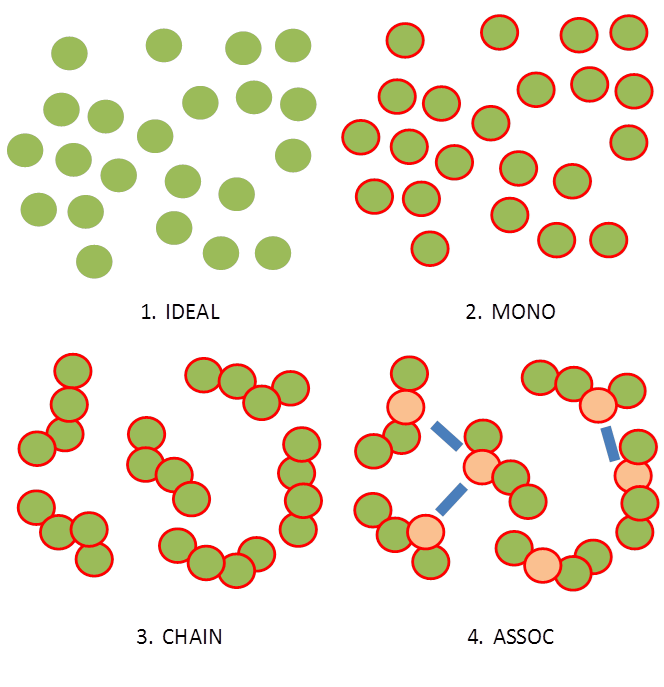 1. IDEAL
2. MONO
3. CHAIN
4. ASSOC